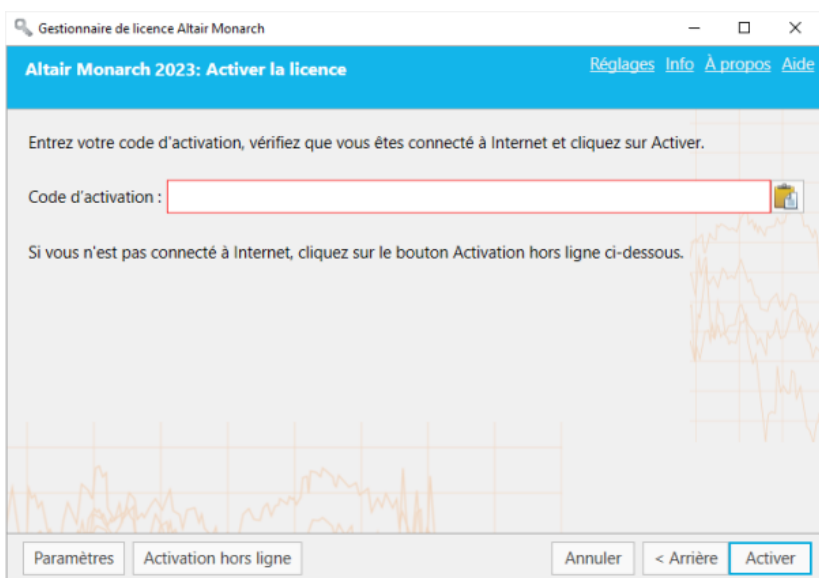 Gestionnaire de licence Altair Monarch
Altair Monarch 2023: Activer la licence
Réglages Info À propos Aide
Entrez votre code d'activation, vérifiez que vous êtes connecté à Internet et cliquez sur Activer.
Code d'activation :
Si vous n'est pas connecté à Internet, cliquez sur le bouton Activation hors ligne ci-dessous.
Paramètres Activation hors ligne Annuler < Arrière Activer